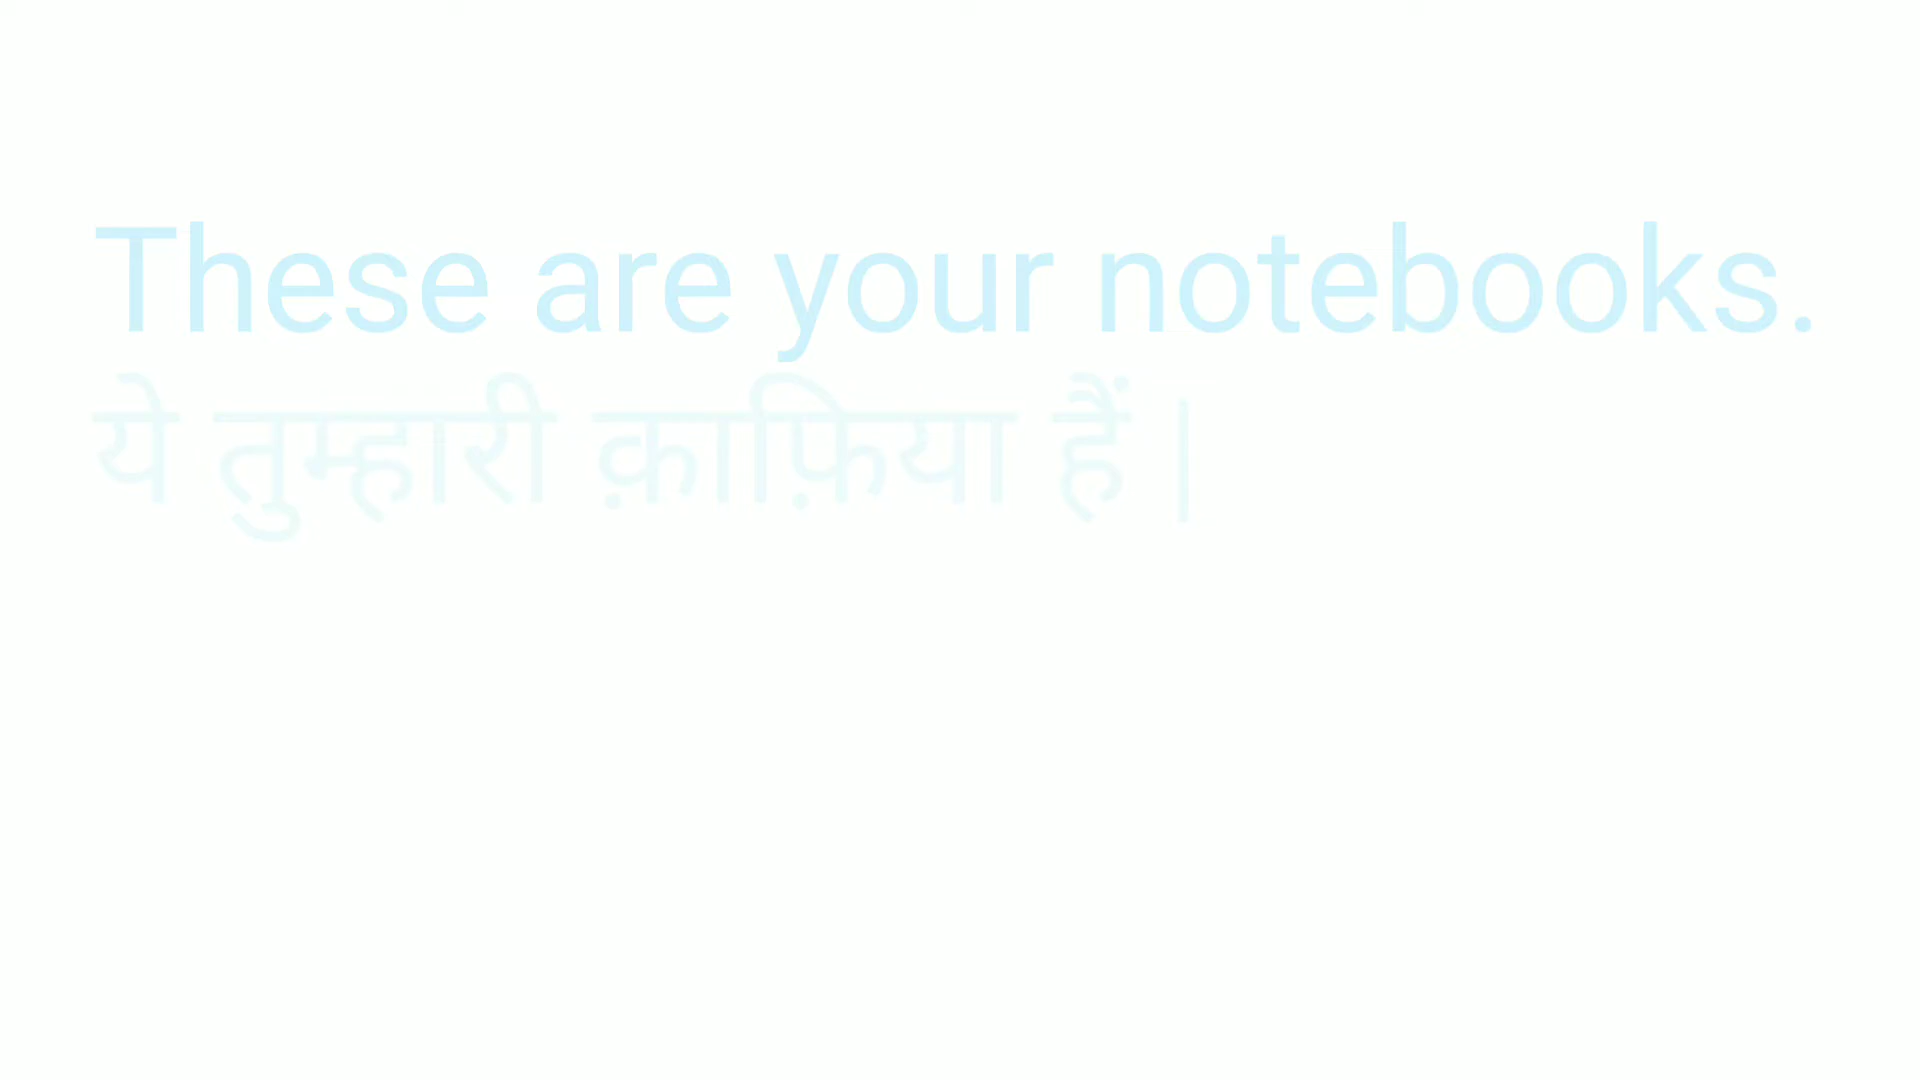 These are your notebooks.
ये तुम्हारी क़ाफ़िया हैं |